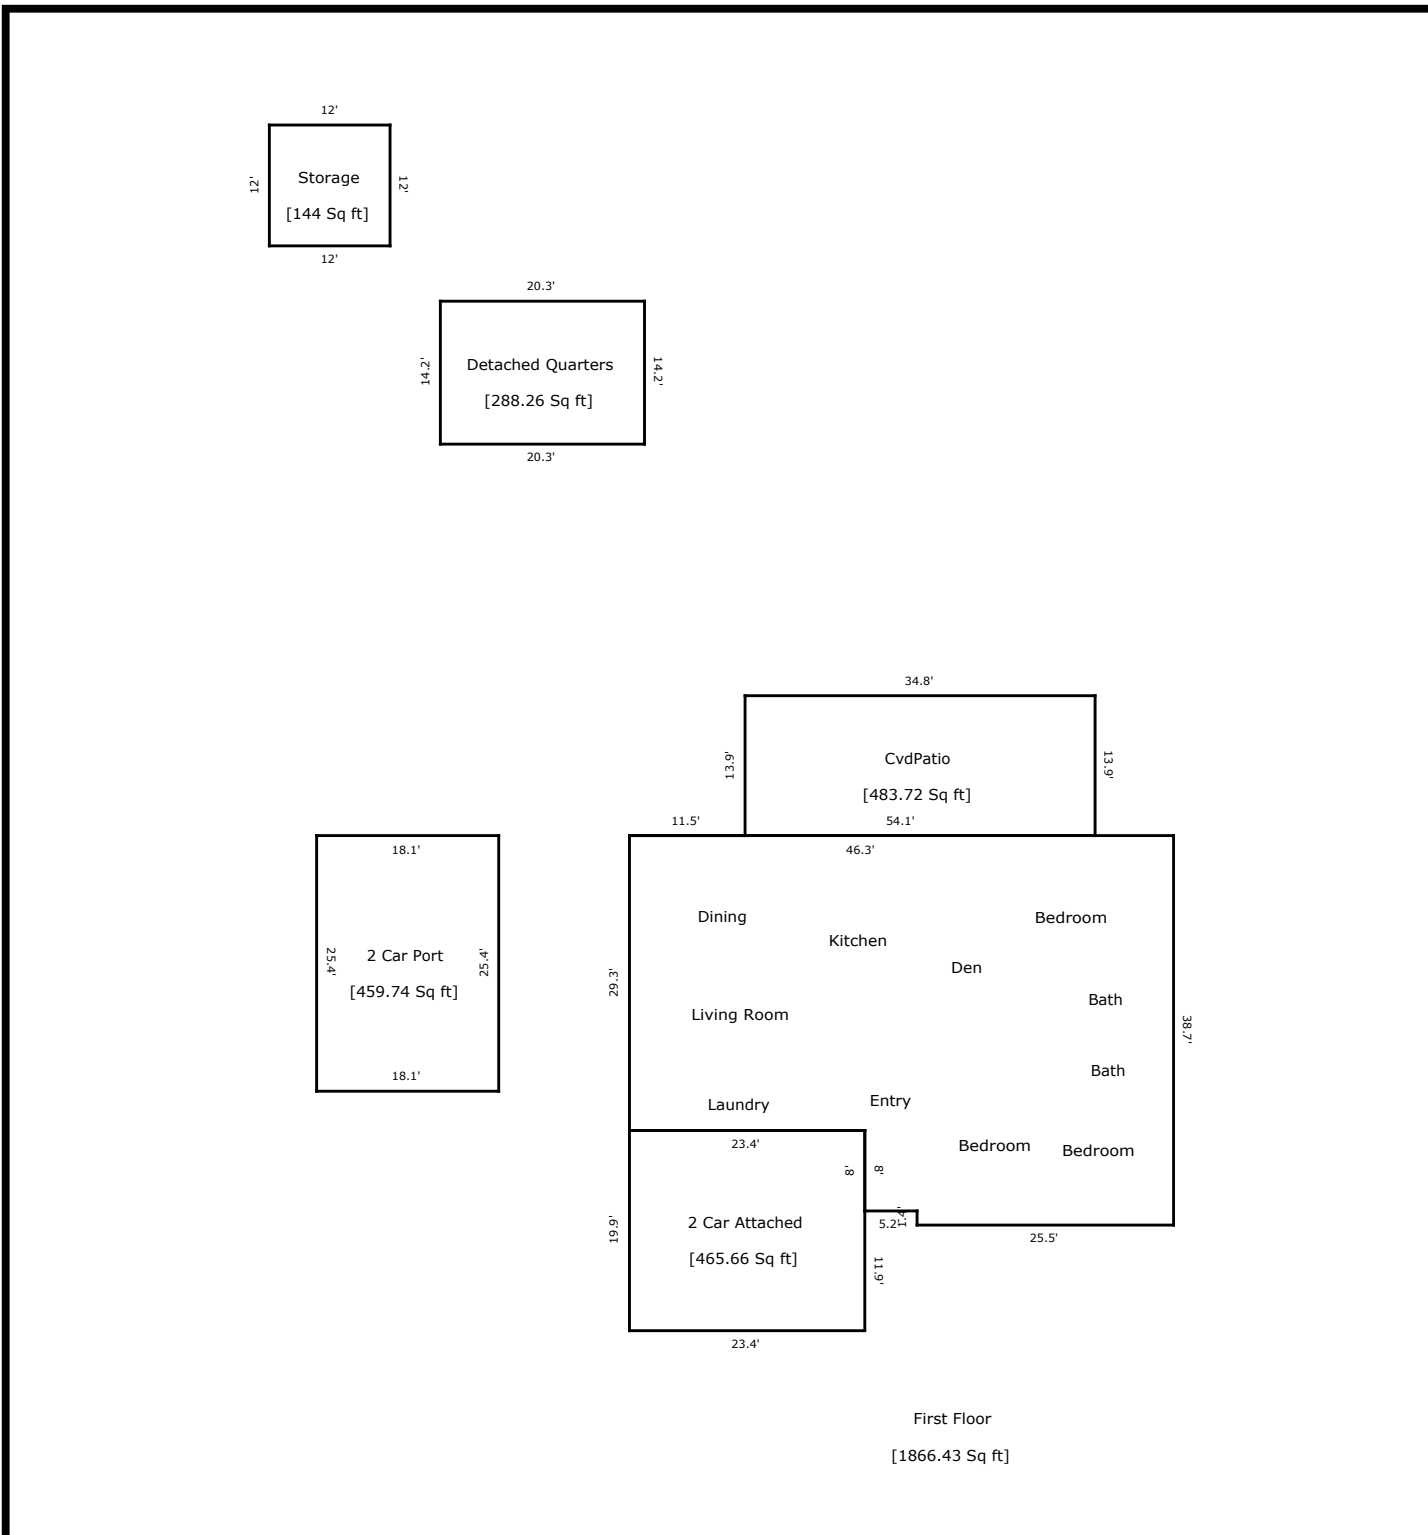 12'
12'
12'
Storage
[144 Sq ft]
12'
20.3'
14.2'
14.2'
Detached Quarters
[288.26 Sq ft]
20.3'
34.8'
13.9'
13.9'
CvdPatio
[483.72 Sq ft]
11.5'
54.1'
46.3'
18.1'
25.4'
25.4'
2 Car Port
[459.74 Sq ft]
18.1'
Dining
Kitchen
Bedroom
Den
29.3'
Bath
Living Room
38.7'
Bath
Laundry
Entry
23.4'
Bedroom
Bedroom
8'
8'
5.2'
1.4'
25.5'
19.9'
2 Car Attached
[465.66 Sq ft]
11.9'
23.4'
First Floor
[1866.43 Sq ft]